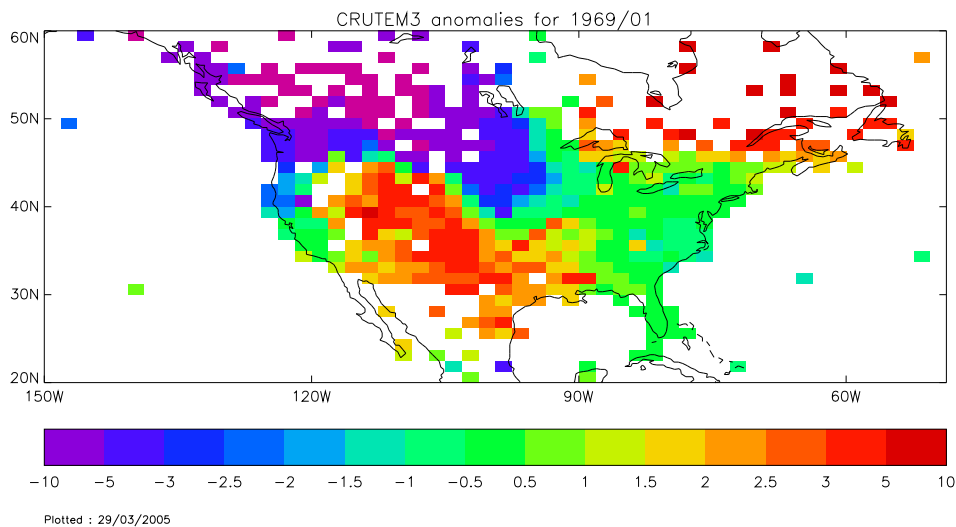 CRUTEM3 anomalies for 1969/01
60N
50N
40N
30N
20N
150W 120W 90W 60W
−10 −5 −3 −2.5 −2 −1.5 −1 −0.5 0.5 1 1.5 2 2.5 3 5 10
Plotted : 29/03/2005